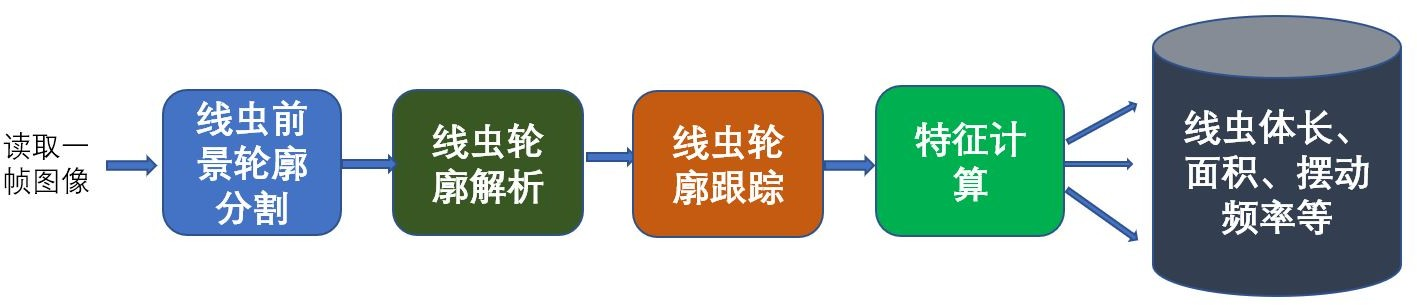 读取一
帧图像
线虫前
景轮廓
分割
线虫轮
廓解析
线虫轮
廓跟踪
特征计
算
线虫体长、
面积、摆动
频率等